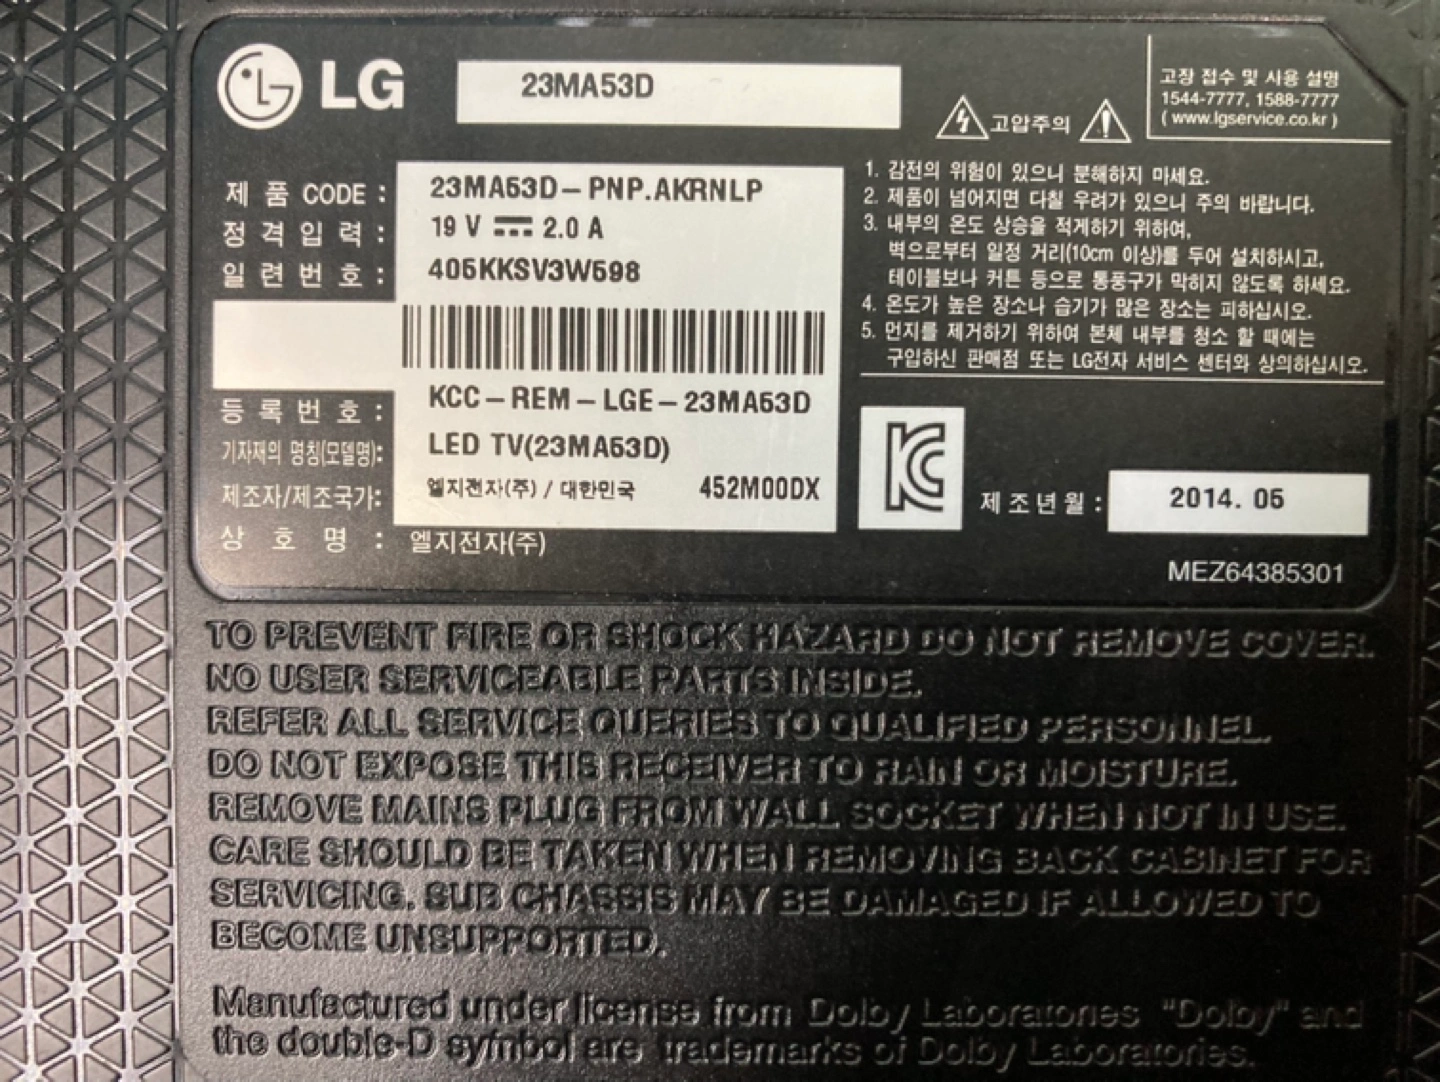 LG 23MA53D
고장 접수 및 사용 설명
1544-7777, 1588-7777
( www.lgservice.co.kr )
고압주의
제 품 CODE : 23MA53D-PNP.AKRNLP
정 격 입 력 : 19 V 2.0 A
일 련 번 호 : 405KKSV3W598
등 록 번 호 : KCC-REM-LGE-23MA53D
기자재의 명칭(모델명): LED TV(23MA53D)
제조자/제조국가: 엘지전자(주) / 대한민국 452M00DX
상 호 명 : 엘지전자(주)
1. 감전의 위험이 있으니 분해하지 마세요.
2. 제품이 넘어지면 다칠 우려가 있으니 주의 바랍니다.
3. 내부의 온도 상승을 적게하기 위하여,
벽으로부터 일정 거리(10cm 이상)를 두어 설치하시고,
테이블보나 커튼 등으로 통풍구가 막히지 않도록 하세요.
4. 온도가 높은 장소나 습기가 많은 장소는 피하십시오.
5. 먼지를 제거하기 위하여 본체 내부를 청소 할 때에는
구입하신 판매점 또는 LG전자 서비스 센터와 상의하십시오.
제 조 년 월 : 2014. 05
MEZ64385301
TO PREVENT FIRE OR SHOCK HAZARD DO NOT REMOVE COVER.
NO USER SERVICEABLE PARTS INSIDE.
REFER ALL SERVICE QUERIES TO QUALIFIED PERSONNEL.
DO NOT EXPOSE THIS RECEIVER TO RAIN OR MOISTURE.
REMOVE MAINS PLUG FROM WALL SOCKET WHEN NOT IN USE.
CARE SHOULD BE TAKEN WHEN REMOVING BACK CABINET FOR
SERVICING. SUB CHASSIS MAY BE DAMAGED IF ALLOWED TO
BECOME UNSUPPORTED.
Manufactured under license from Dolby Laboratories "Dolby" and
the double-D symbol are trademarks of Dolby Laboratories.